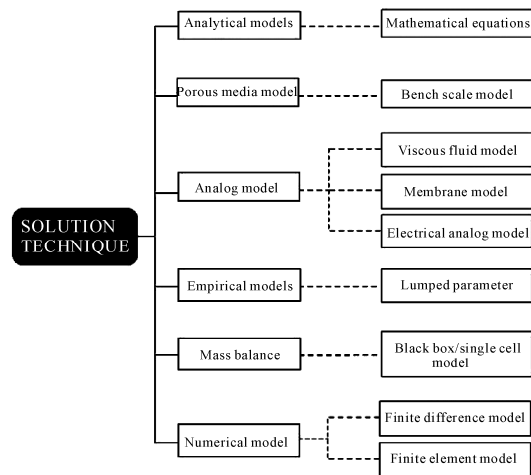 Analytical models
Mathematical equations
Porous media model
Bench scale model
Viscous fluid model
Analog model
Membrane model
Electrical analog model
SOLUTION
TECHNIQUE
Empirical models
Lumped parameter
Mass balance
Black box/single cell
model
Finite difference model
Numerical model
Finite element model